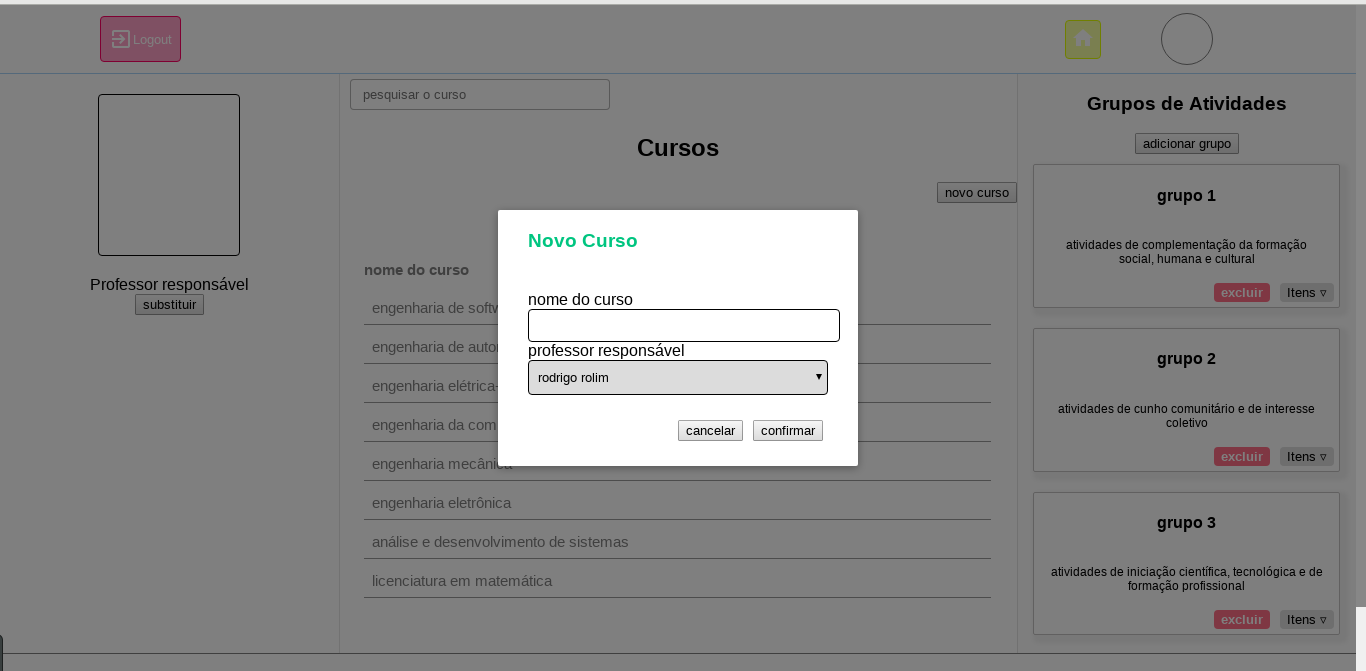 Logout
pesquisar o curso
Cursos
novo curso
nome do curso
engenharia de softw
engenharia de autor
engenharia elétrica-
engenharia da com
engenharia mecânica
engenharia eletrônica
análise e desenvolvimento de sistemas
licenciatura em matemática
Professor responsável
substituir
Novo Curso
nome do curso
professor responsável
rodrigo rolim
cancelar
confirmar
Grupos de Atividades
adicionar grupo
grupo 1
atividades de complementação da formação
social, humana e cultural
excluir
Itens ▿
grupo 2
atividades de cunho comunitário e de interesse
coletivo
excluir
Itens ▿
grupo 3
atividades de iniciação científica, tecnológica e de
formação profissional
excluir
Itens ▿